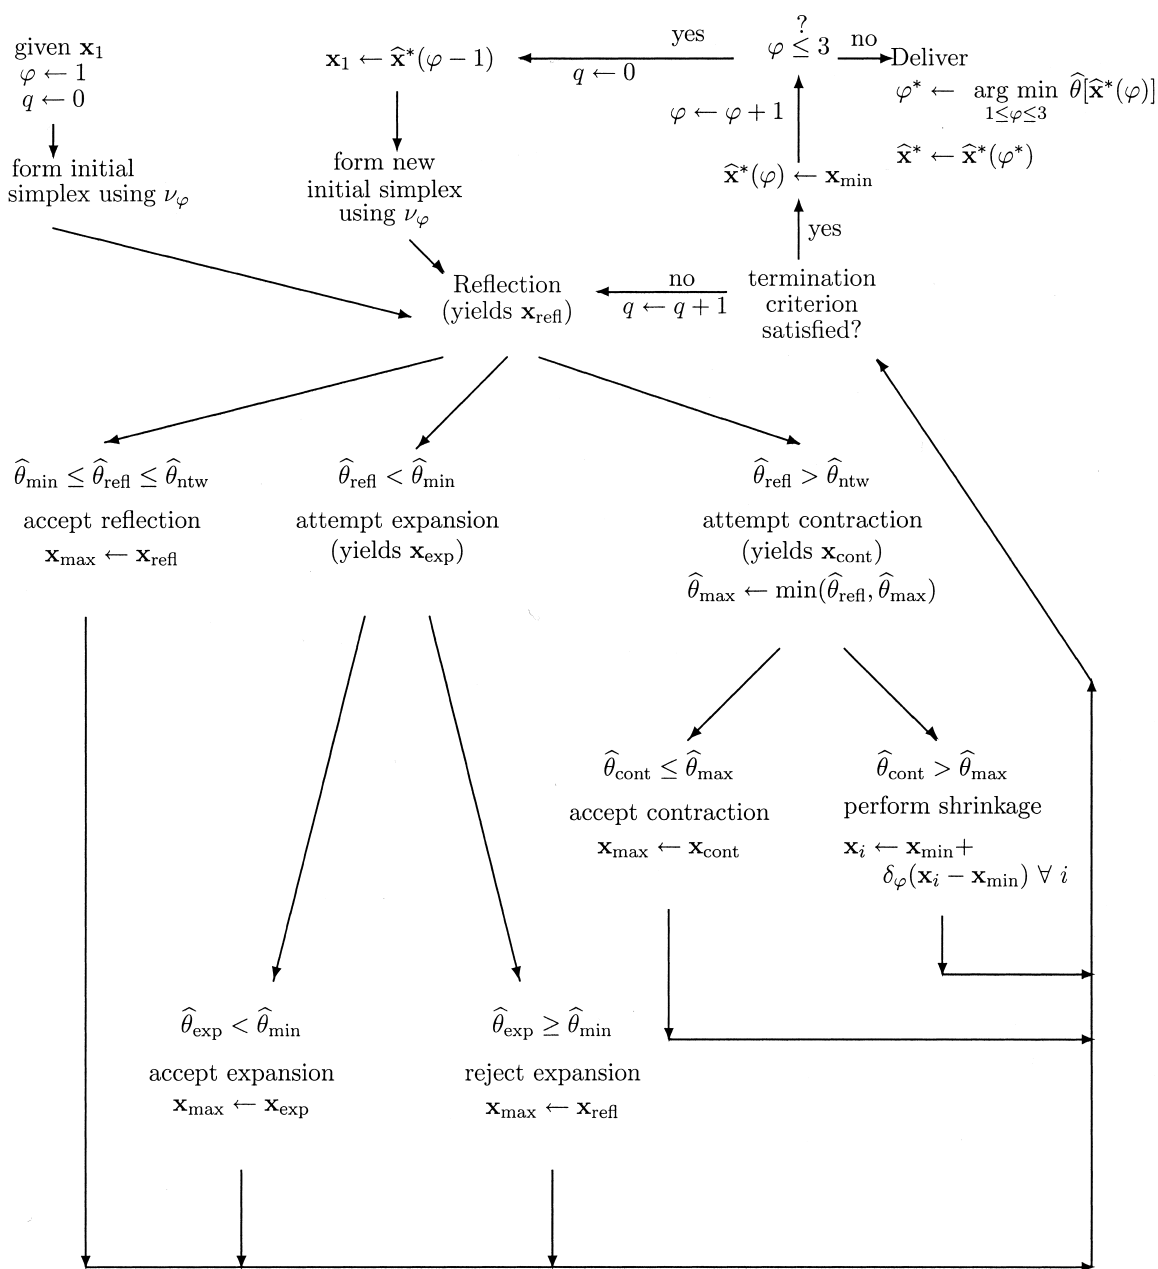 given x₁
φ ← 1
q ← 0
form initial
simplex using ν_φ
x₁ ← x̂*(φ − 1)
yes
q ← 0
?
φ ≤ 3
no
Deliver
φ* ← arg min θ̂[x̂*(φ)]
1≤φ≤3
x̂* ← x̂*(φ*)
φ ← φ + 1
x̂*(φ) ← x_min
yes
form new
initial simplex
using ν_φ
Reflection
(yields x_refl)
no
q ← q + 1
termination
criterion
satisfied?
θ̂_min ≤ θ̂_refl ≤ θ̂_ntw
accept reflection
x_max ← x_refl
θ̂_refl < θ̂_min
attempt expansion
(yields x_exp)
θ̂_refl > θ̂_ntw
attempt contraction
(yields x_cont)
θ̂_max ← min(θ̂_refl, θ̂_max)
θ̂_cont ≤ θ̂_max
accept contraction
x_max ← x_cont
θ̂_cont > θ̂_max
perform shrinkage
x_i ← x_min+
δ_φ(x_i − x_min) ∀ i
θ̂_exp < θ̂_min
accept expansion
x_max ← x_exp
θ̂_exp ≥ θ̂_min
reject expansion
x_max ← x_refl